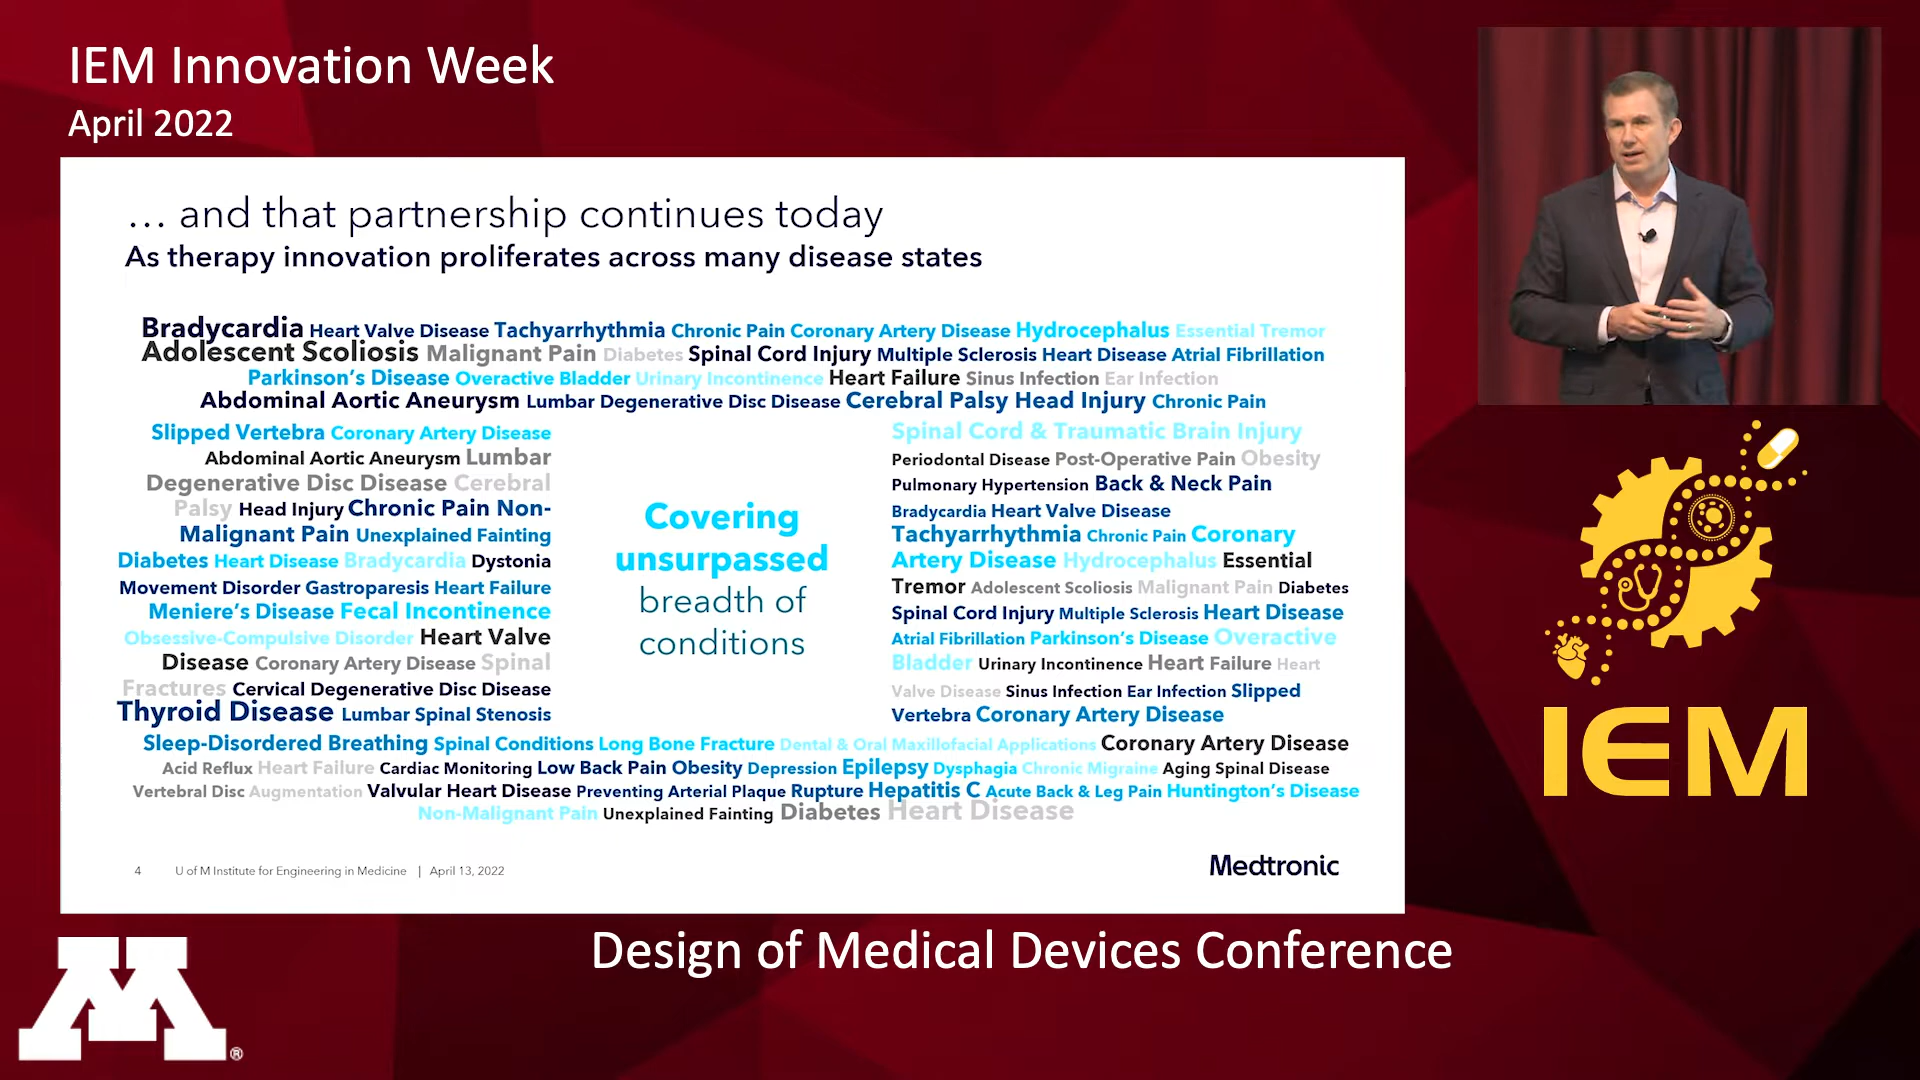 IEM Innovation Week
April 2022
… and that partnership continues today
As therapy innovation proliferates across many disease states
Bradycardia Heart Valve Disease Tachyarrhythmia Chronic Pain Coronary Artery Disease Hydrocephalus Essential Tremor
Adolescent Scoliosis Malignant Pain Diabetes Spinal Cord Injury Multiple Sclerosis Heart Disease Atrial Fibrillation
Parkinson's Disease Overactive Bladder Urinary Incontinence Heart Failure Sinus Infection Ear Infection
Abdominal Aortic Aneurysm Lumbar Degenerative Disc Disease Cerebral Palsy Head Injury Chronic Pain
Slipped Vertebra Coronary Artery Disease
Abdominal Aortic Aneurysm Lumbar
Degenerative Disc Disease Cerebral
Palsy Head Injury Chronic Pain Non-
Malignant Pain Unexplained Fainting
Diabetes Heart Disease Bradycardia Dystonia
Movement Disorder Gastroparesis Heart Failure
Meniere's Disease Fecal Incontinence
Obsessive-Compulsive Disorder Heart Valve
Disease Coronary Artery Disease Spinal
Fractures Cervical Degenerative Disc Disease
Thyroid Disease Lumbar Spinal Stenosis
Covering
unsurpassed
breadth of
conditions
Spinal Cord & Traumatic Brain Injury
Periodontal Disease Post-Operative Pain Obesity
Pulmonary Hypertension Back & Neck Pain
Bradycardia Heart Valve Disease
Tachyarrhythmia Chronic Pain Coronary
Artery Disease Hydrocephalus Essential
Tremor Adolescent Scoliosis Malignant Pain Diabetes
Spinal Cord Injury Multiple Sclerosis Heart Disease
Atrial Fibrillation Parkinson's Disease Overactive
Bladder Urinary Incontinence Heart Failure Heart
Valve Disease Sinus Infection Ear Infection Slipped
Vertebra Coronary Artery Disease
Sleep-Disordered Breathing Spinal Conditions Long Bone Fracture Dental & Oral Maxillofacial Applications Coronary Artery Disease
Acid Reflux Heart Failure Cardiac Monitoring Low Back Pain Obesity Depression Epilepsy Dysphagia Chronic Migraine Aging Spinal Disease
Vertebral Disc Augmentation Valvular Heart Disease Preventing Arterial Plaque Rupture Hepatitis C Acute Back & Leg Pain Huntington's Disease
Non-Malignant Pain Unexplained Fainting Diabetes Heart Disease
4 U of M Institute for Engineering in Medicine | April 13, 2022
Medtronic
IEM
Design of Medical Devices Conference
M®